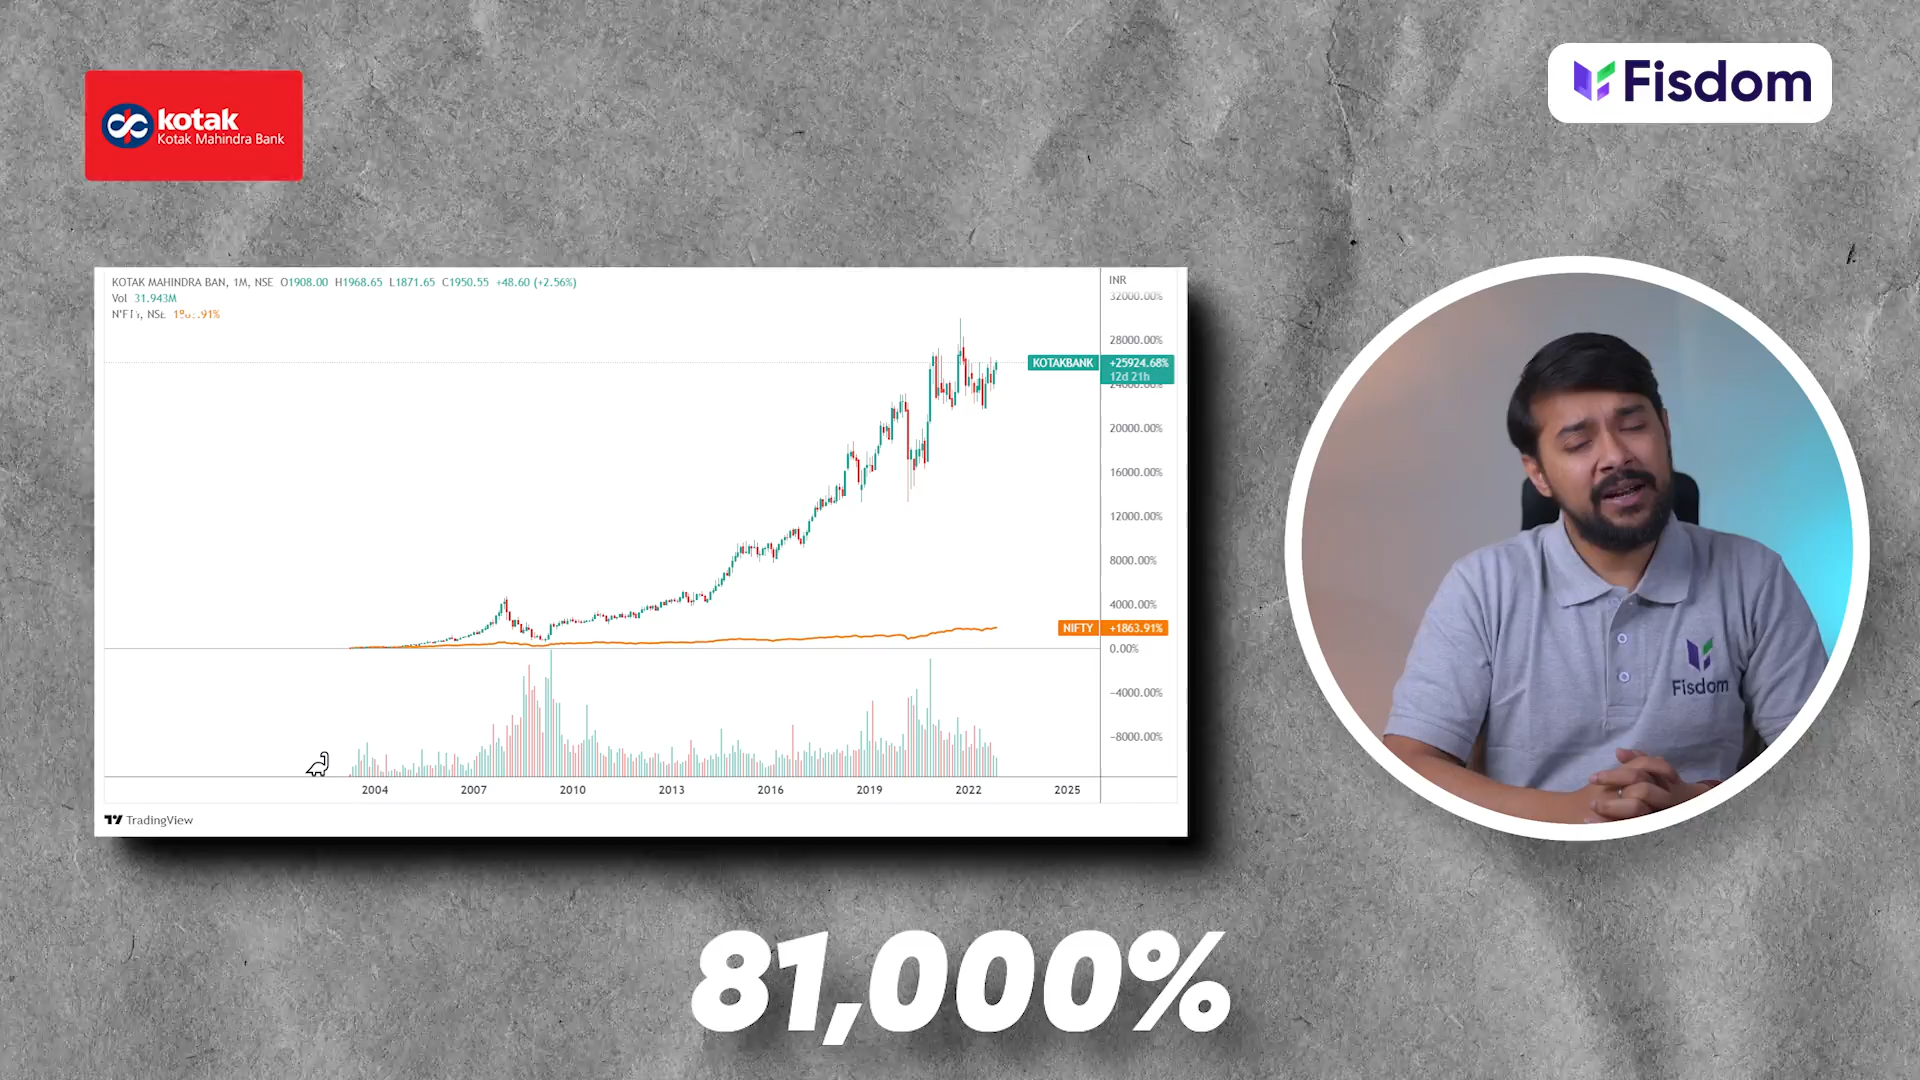 kotak
Kotak Mahindra Bank
Fisdom
KOTAK MAHINDRA BAN, 1M, NSE O1908.00 H1968.65 L1871.65 C1950.55 +48.60 (+2.56%)
Vol 31.943M
NSE
INR
32000.00%
28000.00%
KOTAKBANK +25924.68%
12d 21h
24000.00%
20000.00%
16000.00%
12000.00%
8000.00%
4000.00%
NIFTY +1863.91%
0.00%
-4000.00%
-8000.00%
2004 2007 2010 2013 2016 2019 2022 2025
TradingView
Fisdom
81,000%